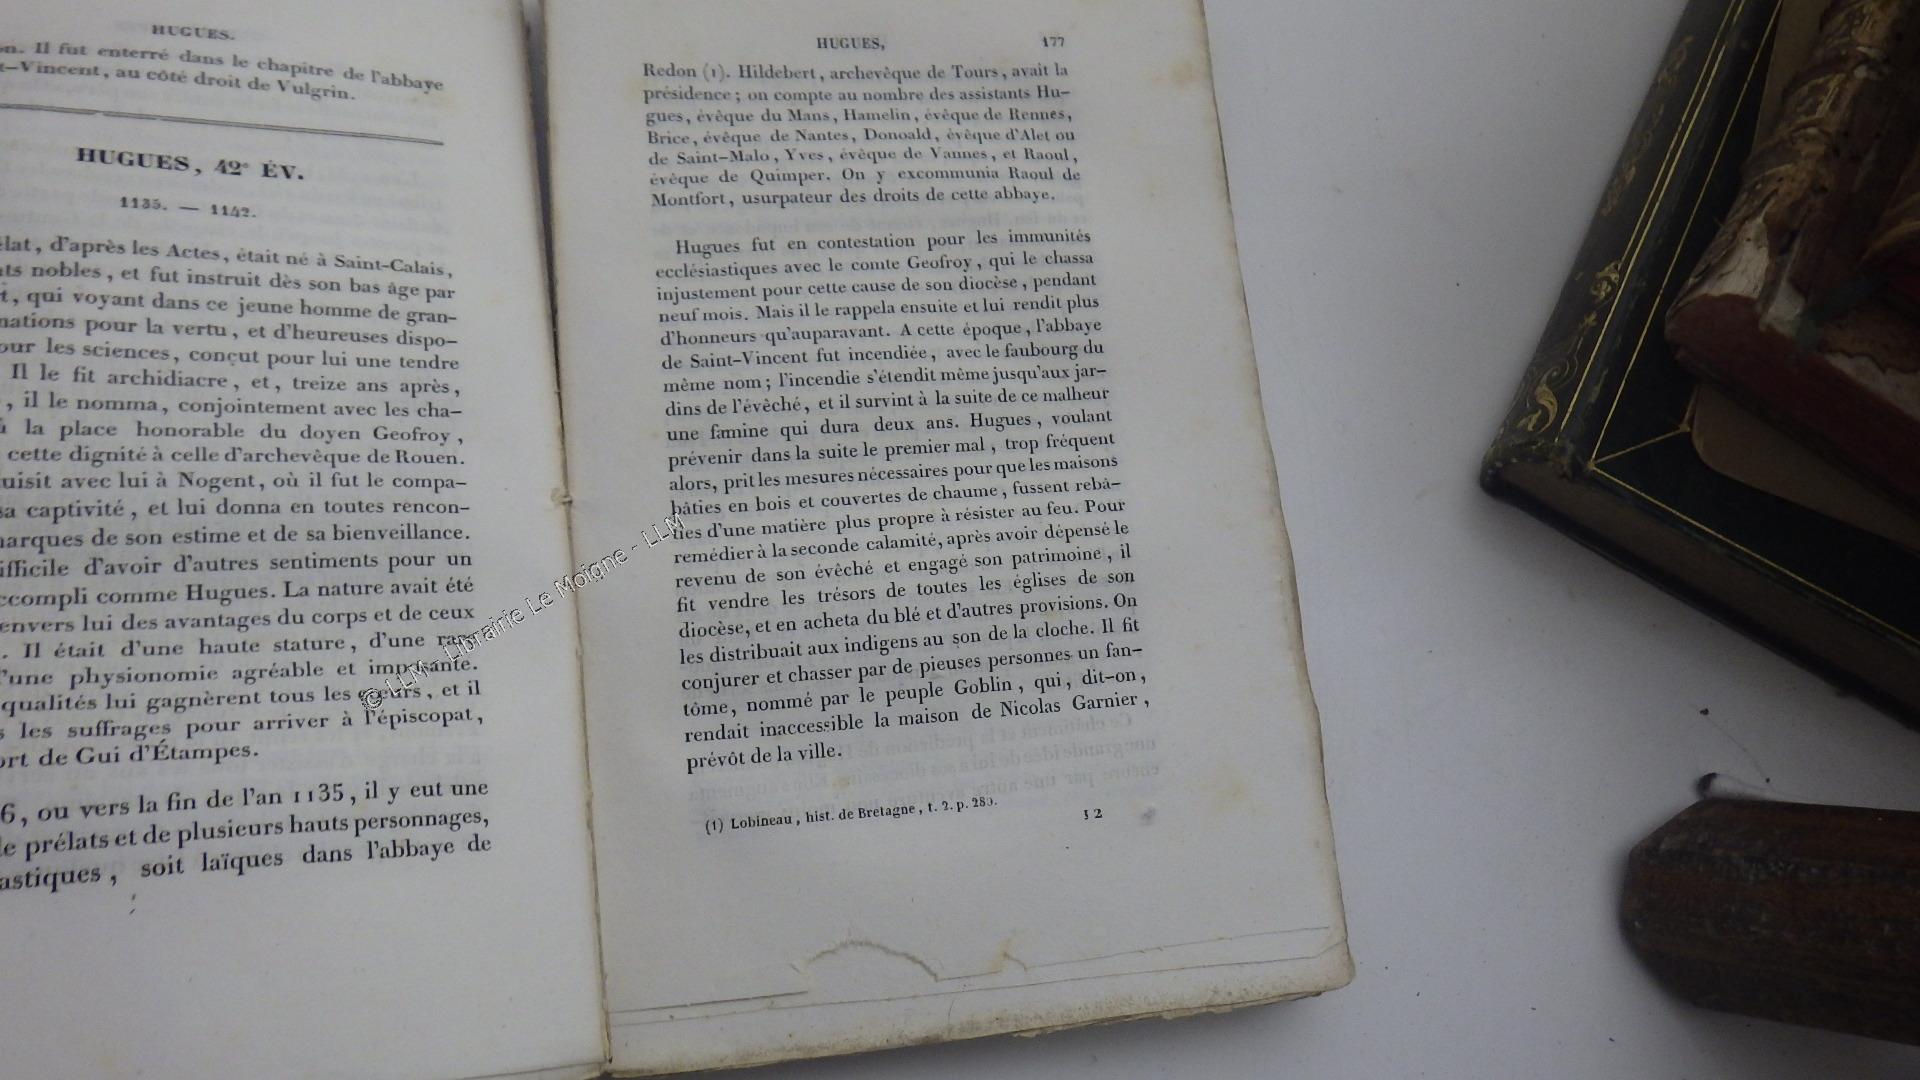 HUGUES.
on. Il fut enterré dans le chapitre de l'abbaye
t-Vincent, au côté droit de Vulgrin.
HUGUES, 42e ÉV.
1135. — 1142.
élat, d'après les Actes, était né à Saint-Calais,
nts nobles, et fut instruit dès son bas âge par
t, qui voyant dans ce jeune homme de gran-
nations pour la vertu, et d'heureuses dispo-
our les sciences, conçut pour lui une tendre
Il le fit archidiacre, et, treize ans après,
, il le nomma, conjointement avec les cha-
à la place honorable du doyen Geofroy,
cette dignité à celle d'archevêque de Rouen.
uisit avec lui à Nogent, où il fut le compa-
sa captivité, et lui donna en toutes rencon-
marques de son estime et de sa bienveillance.
ifficile d'avoir d'autres sentiments pour un
ccompli comme Hugues. La nature avait été
envers lui des avantages du corps et de ceux
. Il était d'une haute stature, d'une
'une physionomie agréable et imposante.
qualités lui gagnèrent tous les cœurs, et il
s les suffrages pour arriver à l'épiscopat,
ort de Gui d'Étampes.
6, ou vers la fin de l'an 1135, il y eut une
de prélats et de plusieurs hauts personnages,
astiques, soit laïques dans l'abbaye de
HUGUES, 177
Redon (1). Hildebert, archevêque de Tours, avait la
présidence; on compte au nombre des assistants Hu-
gues, évêque du Mans, Hamelin, évêque de Rennes,
Brice, évêque de Nantes, Donoald, évêque d'Alet ou
de Saint-Malo, Yves, évêque de Vannes, et Raoul,
évêque de Quimper. On y excommunia Raoul de
Montfort, usurpateur des droits de cette abbaye.
Hugues fut en contestation pour les immunités
ecclésiastiques avec le comte Geofroy, qui le chassa
injustement pour cette cause de son diocèse, pendant
neuf mois. Mais il le rappela ensuite et lui rendit plus
d'honneurs qu'auparavant. A cette époque, l'abbaye
de Saint-Vincent fut incendiée, avec le faubourg du
même nom; l'incendie s'étendit même jusqu'aux jar-
dins de l'évêché, et il survint à la suite de ce malheur
une famine qui dura deux ans. Hugues, voulant
prévenir dans la suite le premier mal, trop fréquent
alors, prit les mesures nécessaires pour que les maisons
bâties en bois et couvertes de chaume, fussent rebâ-
ties d'une matière plus propre à résister au feu. Pour
remédier à la seconde calamité, après avoir dépensé le
revenu de son évêché et engagé son patrimoine, il
fit vendre les trésors de toutes les églises de son
diocèse, et en acheta du blé et d'autres provisions. On
les distribuait aux indigens au son de la cloche. Il fit
conjurer et chasser par de pieuses personnes un fan-
tôme, nommé par le peuple Goblin, qui, dit-on,
rendait inaccessible la maison de Nicolas Garnier,
prévôt de la ville.
(1) Lobineau, hist. de Bretagne, t. 2. p. 280.
12
© LLM - Librairie Le Moigne - LLM